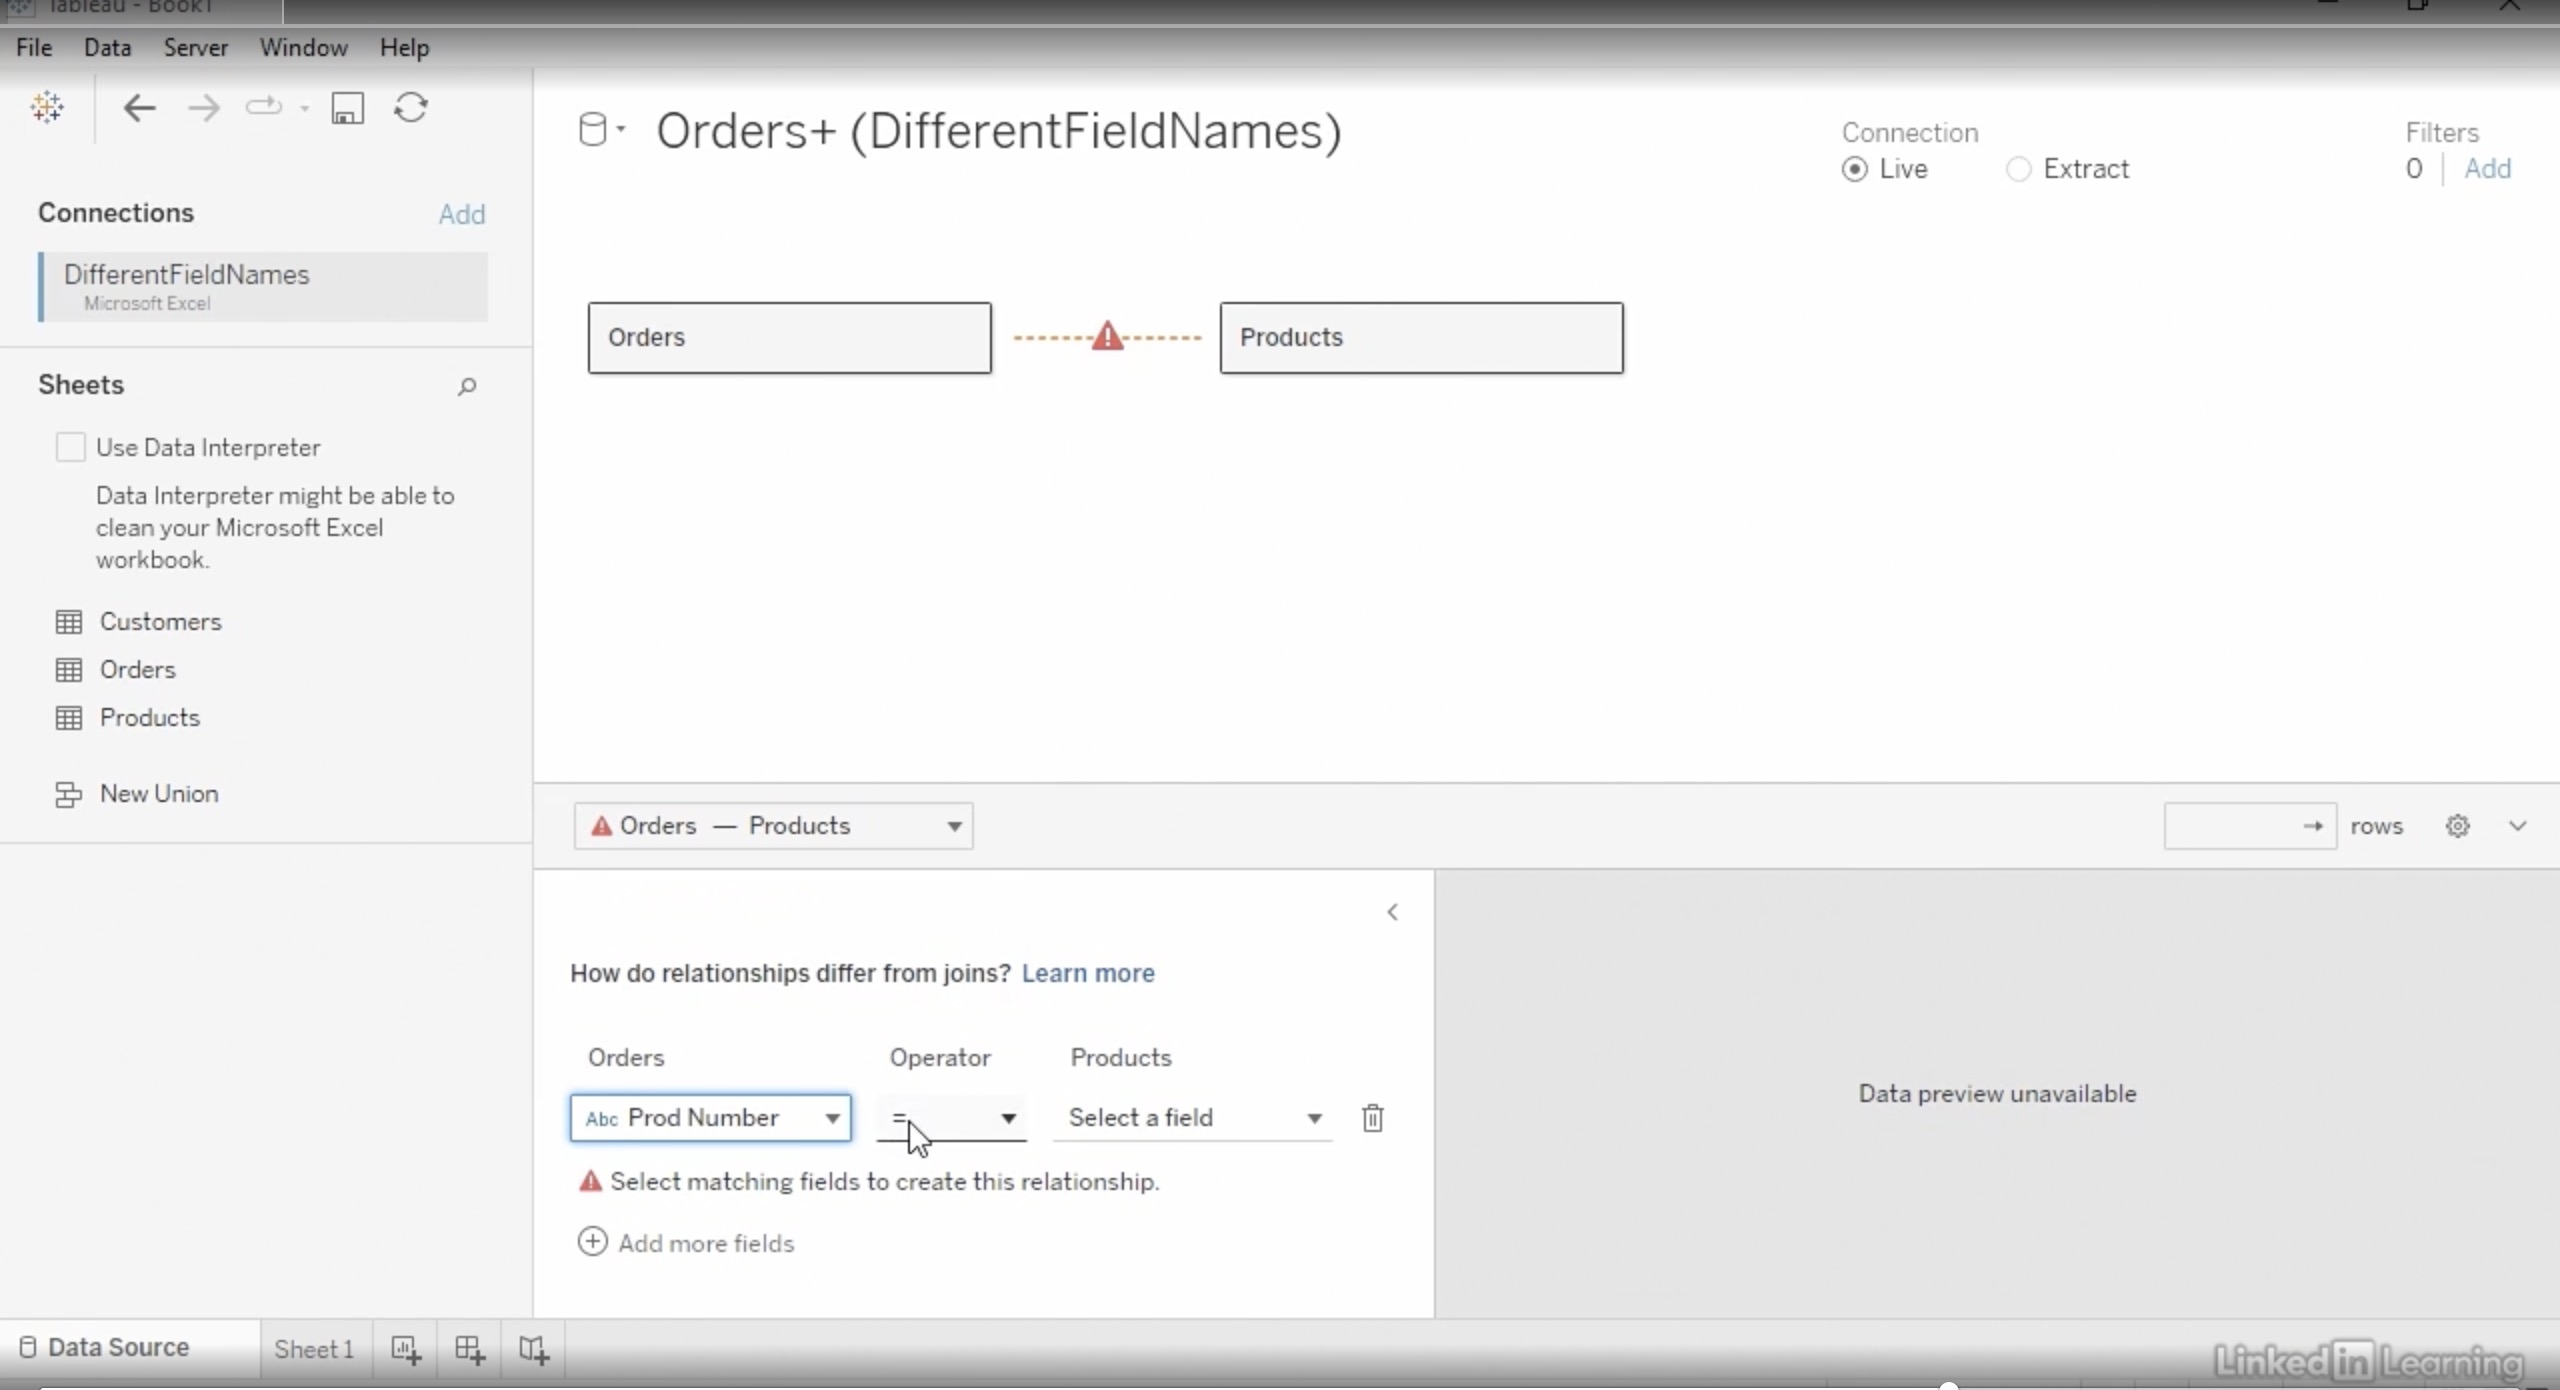 Tableau - Book1
File Data Server Window Help
Orders+ (DifferentFieldNames)
Connection
Live Extract
Filters
0 Add
Connections Add
DifferentFieldNames
Microsoft Excel
Sheets
Use Data Interpreter
Data Interpreter might be able to
clean your Microsoft Excel
workbook.
Customers
Orders
Products
New Union
Orders Products
Orders — Products
rows
How do relationships differ from joins? Learn more
Orders Operator Products
Abc Prod Number = Select a field
Select matching fields to create this relationship.
Add more fields
Data preview unavailable
Data Source Sheet 1
Linked in Learning